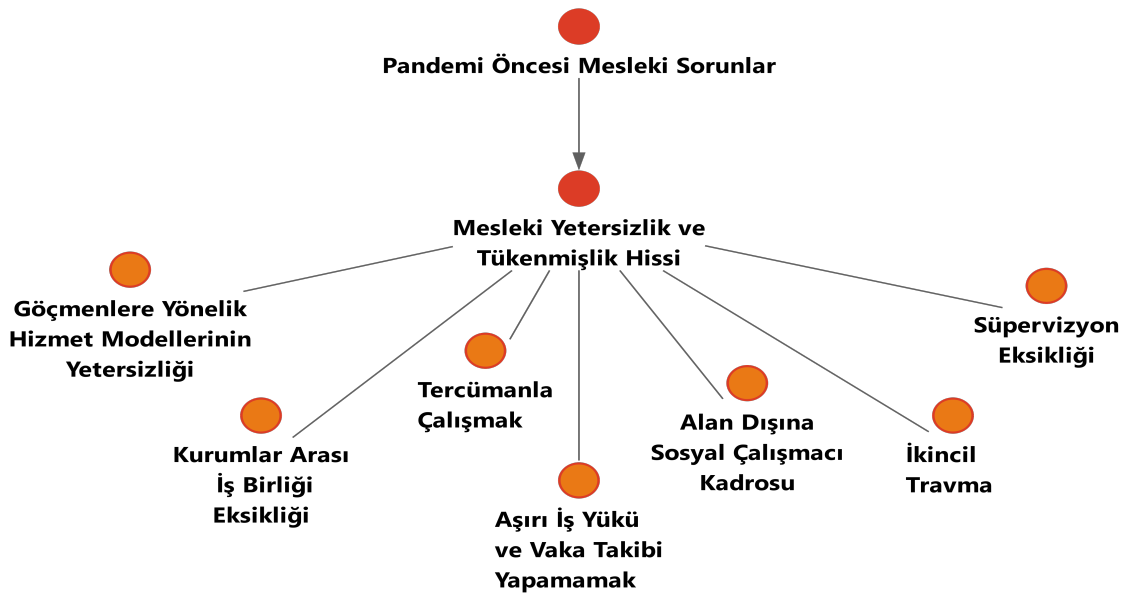 Pandemi Öncesi Mesleki Sorunlar
Mesleki Yetersizlik ve
Tükenmişlik Hissi
Göçmenlere Yönelik
Hizmet Modellerinin
Yetersizliği
Kurumlar Arası
İş Birliği
Eksikliği
Tercümanla
Çalışmak
Aşırı İş Yükü
ve Vaka Takibi
Yapamamak
Alan Dışına
Sosyal Çalışmacı
Kadrosu
İkincil
Travma
Süpervizyon
Eksikliği